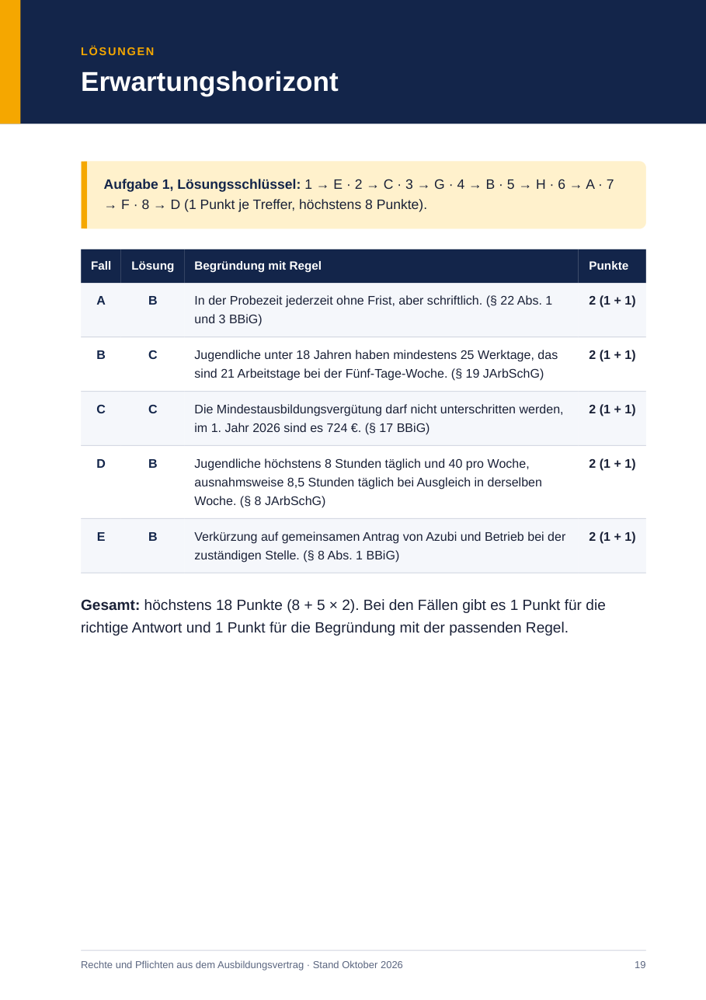 LÖSUNGEN
Erwartungshorizont
Aufgabe 1, Lösungsschlüssel: 1 → E · 2 → C · 3 → G · 4 → B · 5 → H · 6 → A · 7
→ F · 8 → D (1 Punkt je Treffer, höchstens 8 Punkte).
Fall Lösung Begründung mit Regel Punkte
A B In der Probezeit jederzeit ohne Frist, aber schriftlich. (§ 22 Abs. 1 2 (1 + 1)
und 3 BBiG)
B C Jugendliche unter 18 Jahren haben mindestens 25 Werktage, das 2 (1 + 1)
sind 21 Arbeitstage bei der Fünf-Tage-Woche. (§ 19 JArbSchG)
C C Die Mindestausbildungsvergütung darf nicht unterschritten werden, 2 (1 + 1)
im 1. Jahr 2026 sind es 724 €. (§ 17 BBiG)
D B Jugendliche höchstens 8 Stunden täglich und 40 pro Woche, 2 (1 + 1)
ausnahmsweise 8,5 Stunden täglich bei Ausgleich in derselben
Woche. (§ 8 JArbSchG)
E B Verkürzung auf gemeinsamen Antrag von Azubi und Betrieb bei der 2 (1 + 1)
zuständigen Stelle. (§ 8 Abs. 1 BBiG)
Gesamt: höchstens 18 Punkte (8 + 5 × 2). Bei den Fällen gibt es 1 Punkt für die
richtige Antwort und 1 Punkt für die Begründung mit der passenden Regel.
Rechte und Pflichten aus dem Ausbildungsvertrag · Stand Oktober 2026 19